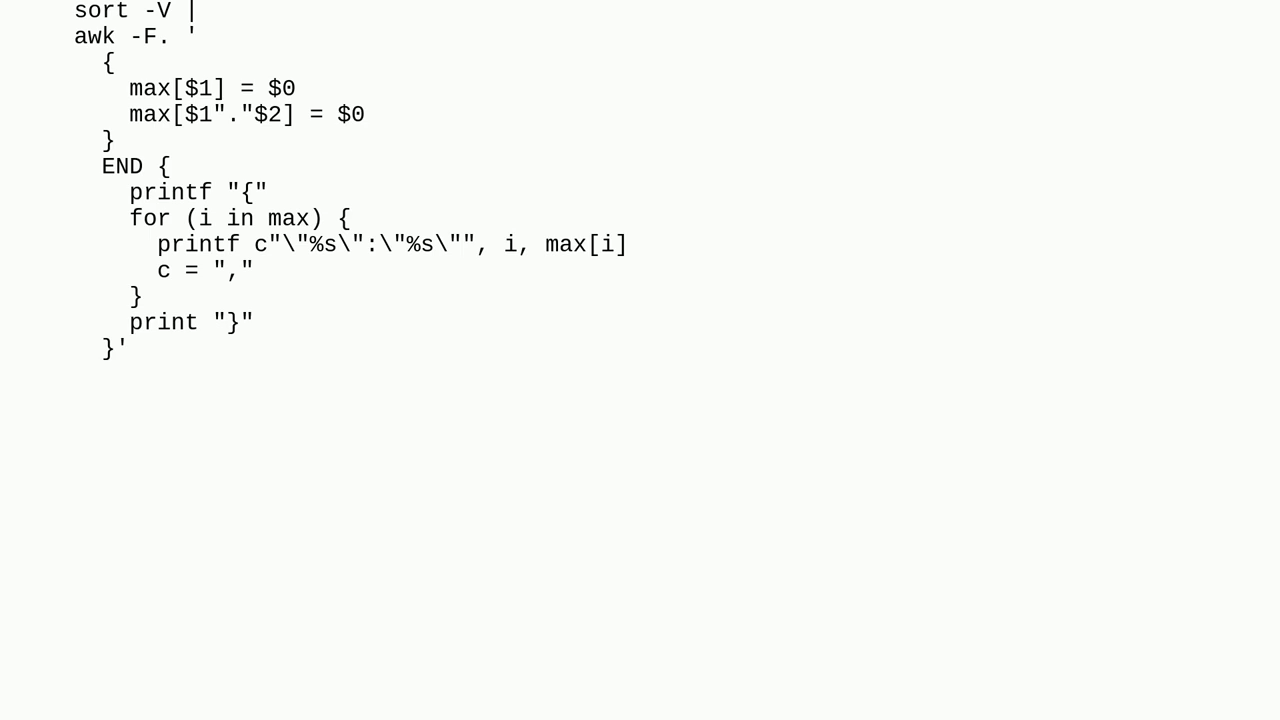 sort -V |
awk -F. '
  {
    max[$1] = $0
    max[$1"."$2] = $0
  }
  END {
    printf "{"
    for (i in max) {
      printf c"\"%s\":\"%s\"", i, max[i]
      c = ","
    }
    print "}"
  }'